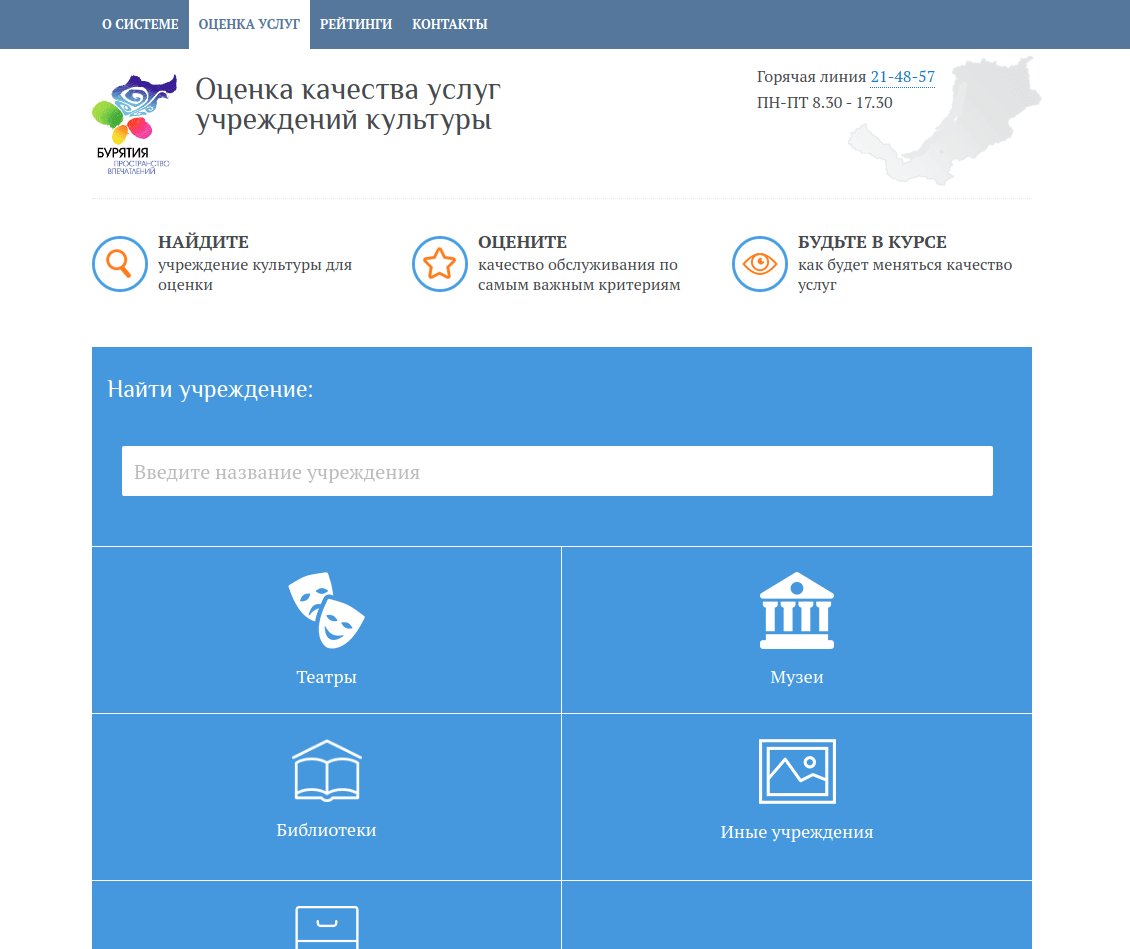 О СИСТЕМЕ
ОЦЕНКА УСЛУГ
РЕЙТИНГИ
КОНТАКТЫ
БУРЯТИЯ
ПРОСТРАНСТВО
ВПЕЧАТЛЕНИЙ
Оценка качества услуг
учреждений культуры
Горячая линия 21-48-57
ПН-ПТ 8.30 - 17.30
НАЙДИТЕ
учреждение культуры для
оценки
ОЦЕНИТЕ
качество обслуживания по
самым важным критериям
БУДЬТЕ В КУРСЕ
как будет меняться качество
услуг
Найти учреждение:
Введите название учреждения
Театры
Музеи
Библиотеки
Иные учреждения